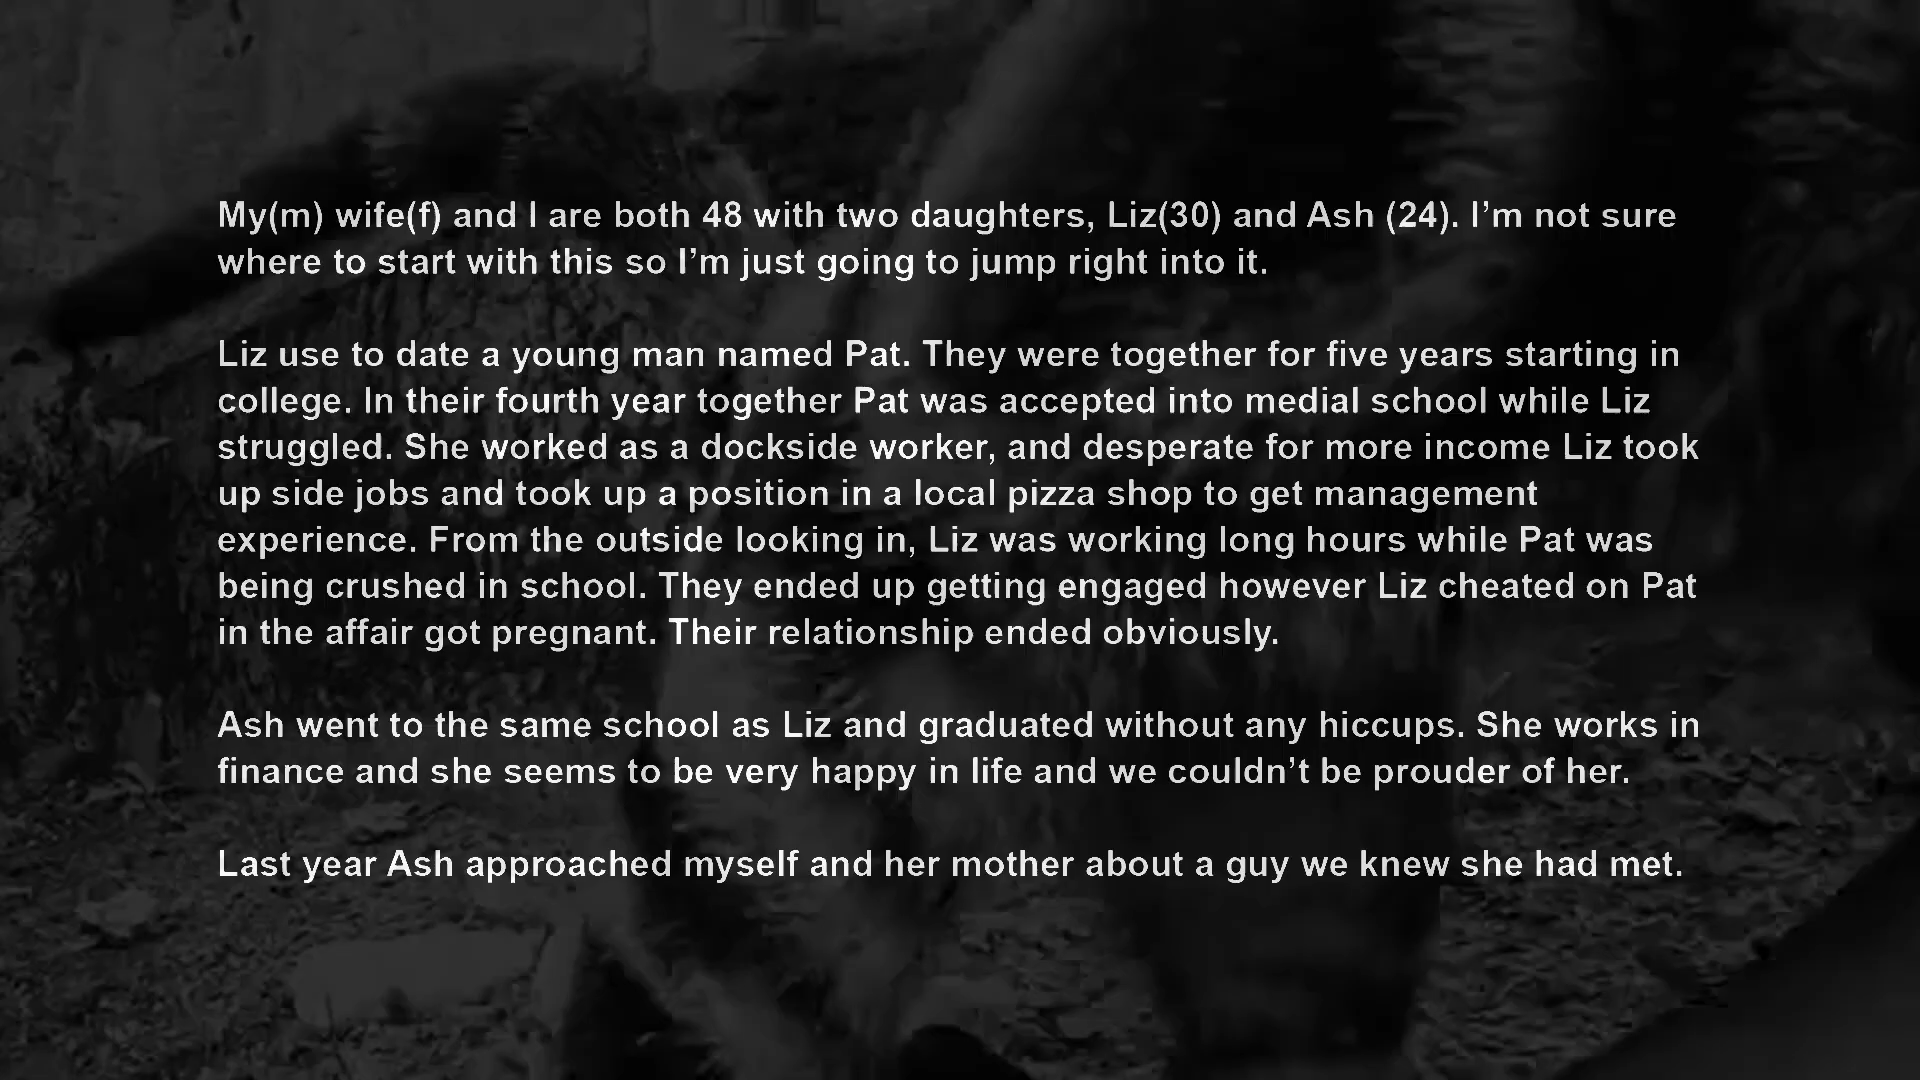 My(m) wife(f) and I are both 48 with two daughters, Liz(30) and Ash (24). I’m not sure
where to start with this so I’m just going to jump right into it.
Liz use to date a young man named Pat. They were together for five years starting in
college. In their fourth year together Pat was accepted into medial school while Liz
struggled. She worked as a dockside worker, and desperate for more income Liz took
up side jobs and took up a position in a local pizza shop to get management
experience. From the outside looking in, Liz was working long hours while Pat was
being crushed in school. They ended up getting engaged however Liz cheated on Pat
in the affair got pregnant. Their relationship ended obviously.
Ash went to the same school as Liz and graduated without any hiccups. She works in
finance and she seems to be very happy in life and we couldn’t be prouder of her.
Last year Ash approached myself and her mother about a guy we knew she had met.